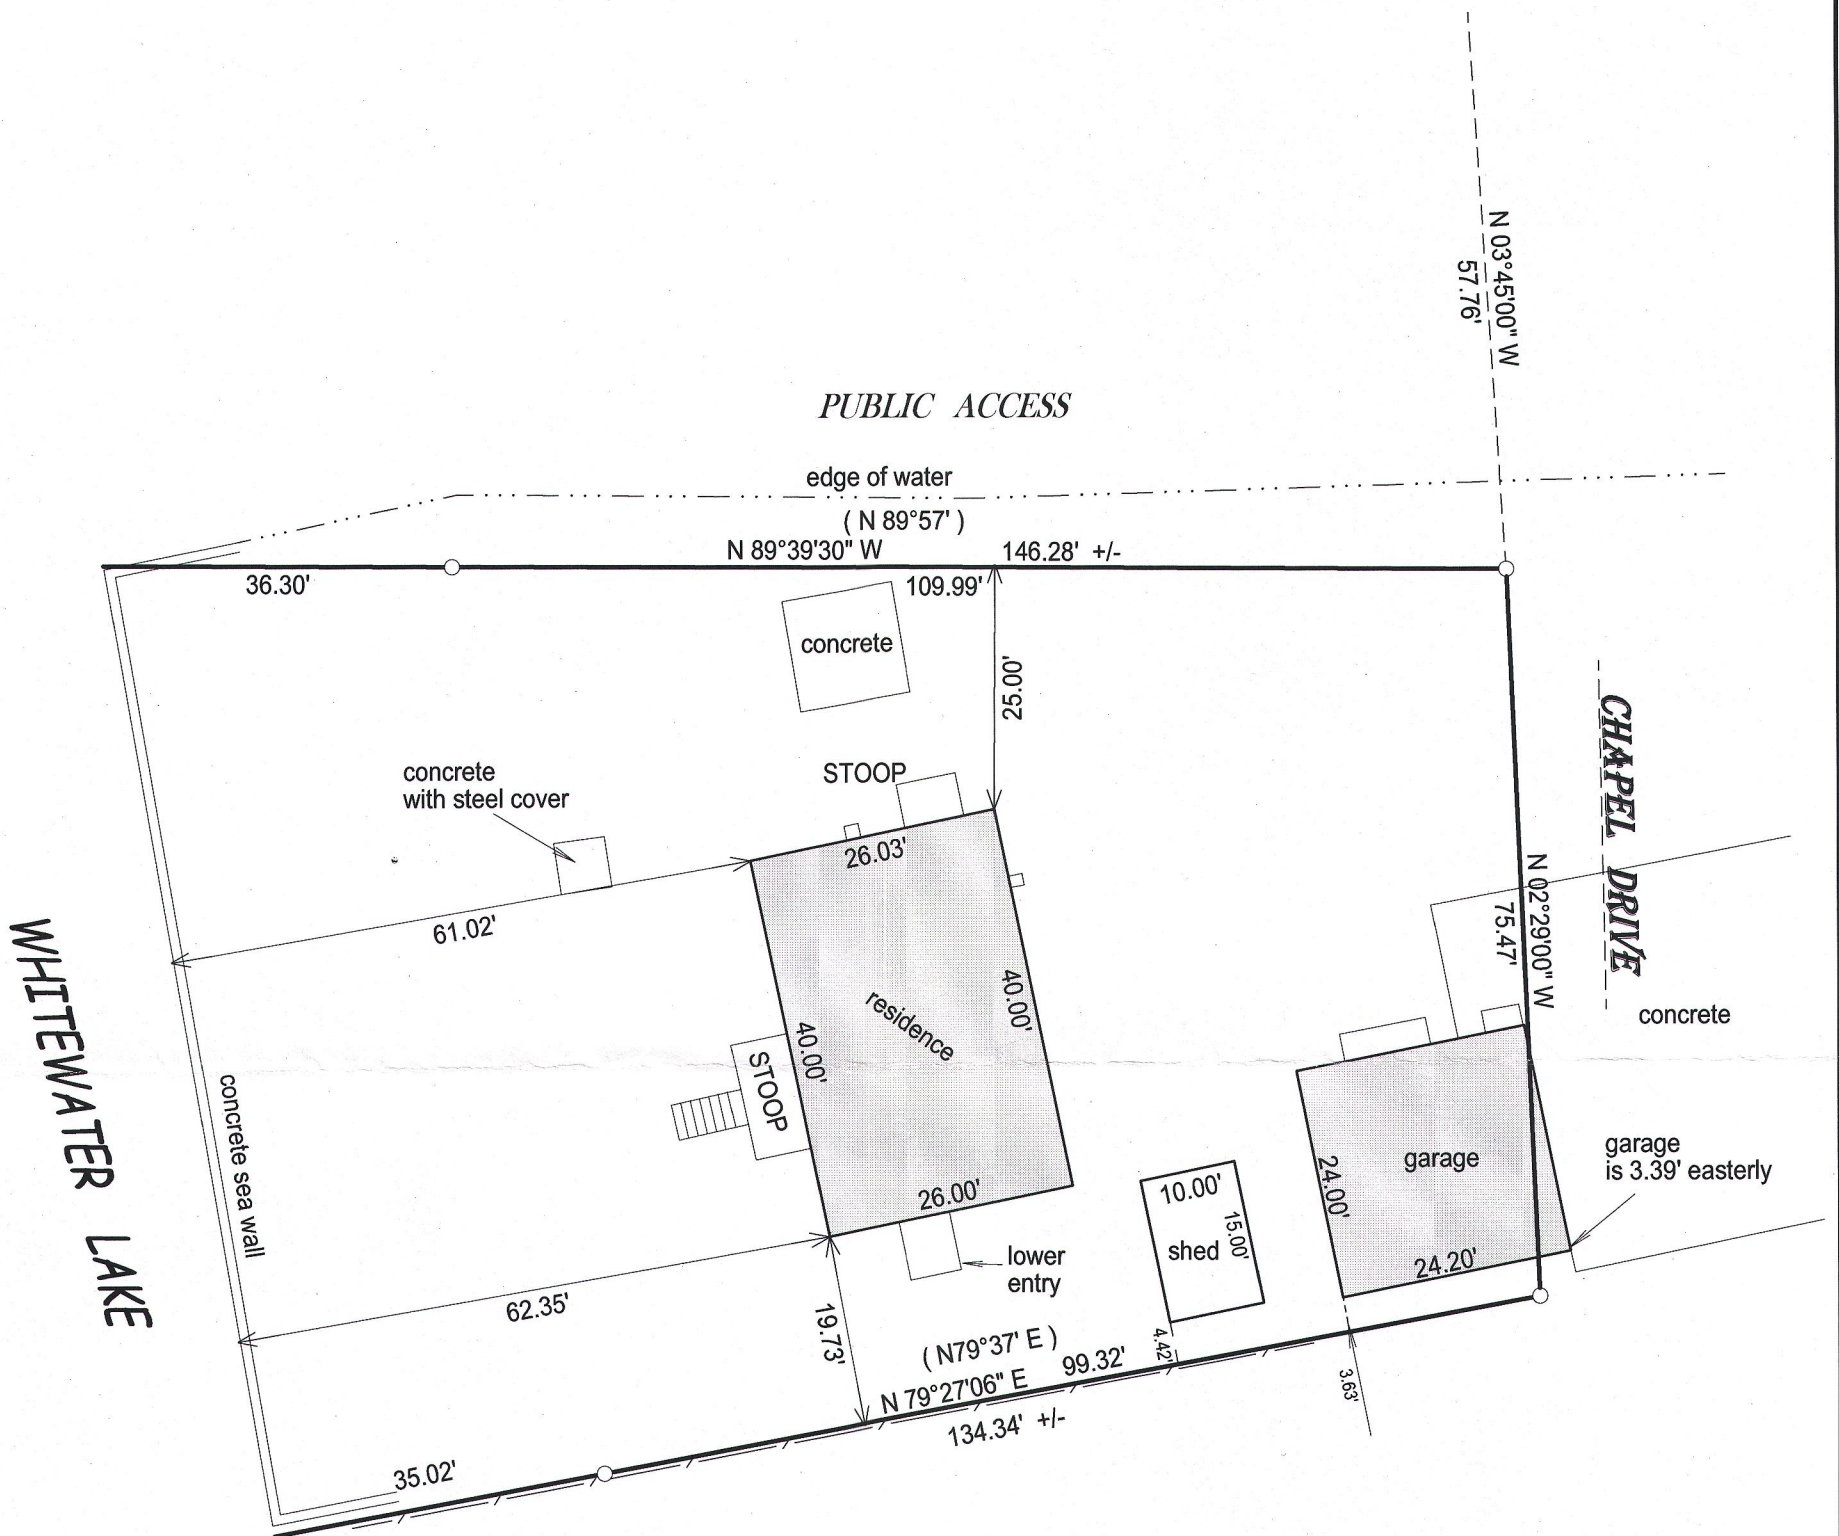 N 03°45'00" W
57.76'
PUBLIC ACCESS
edge of water
( N 89°57' )
N 89°39'30" W
146.28' +/-
36.30'
109.99'
concrete
25.00'
STOOP
concrete
with steel cover
26.03'
61.02'
CHAPEL DRIVE
N 02°29'00" W
75.47'
residence
40.00'
40.00'
STOOP
concrete
WHITEWATER LAKE
concrete sea wall
garage
24.00'
24.20'
garage
is 3.39' easterly
10.00'
15.00'
shed
26.00'
lower
entry
62.35'
19.73'
4.42'
3.63'
( N79°37' E )
99.32'
N 79°27'06" E
134.34' +/-
35.02'